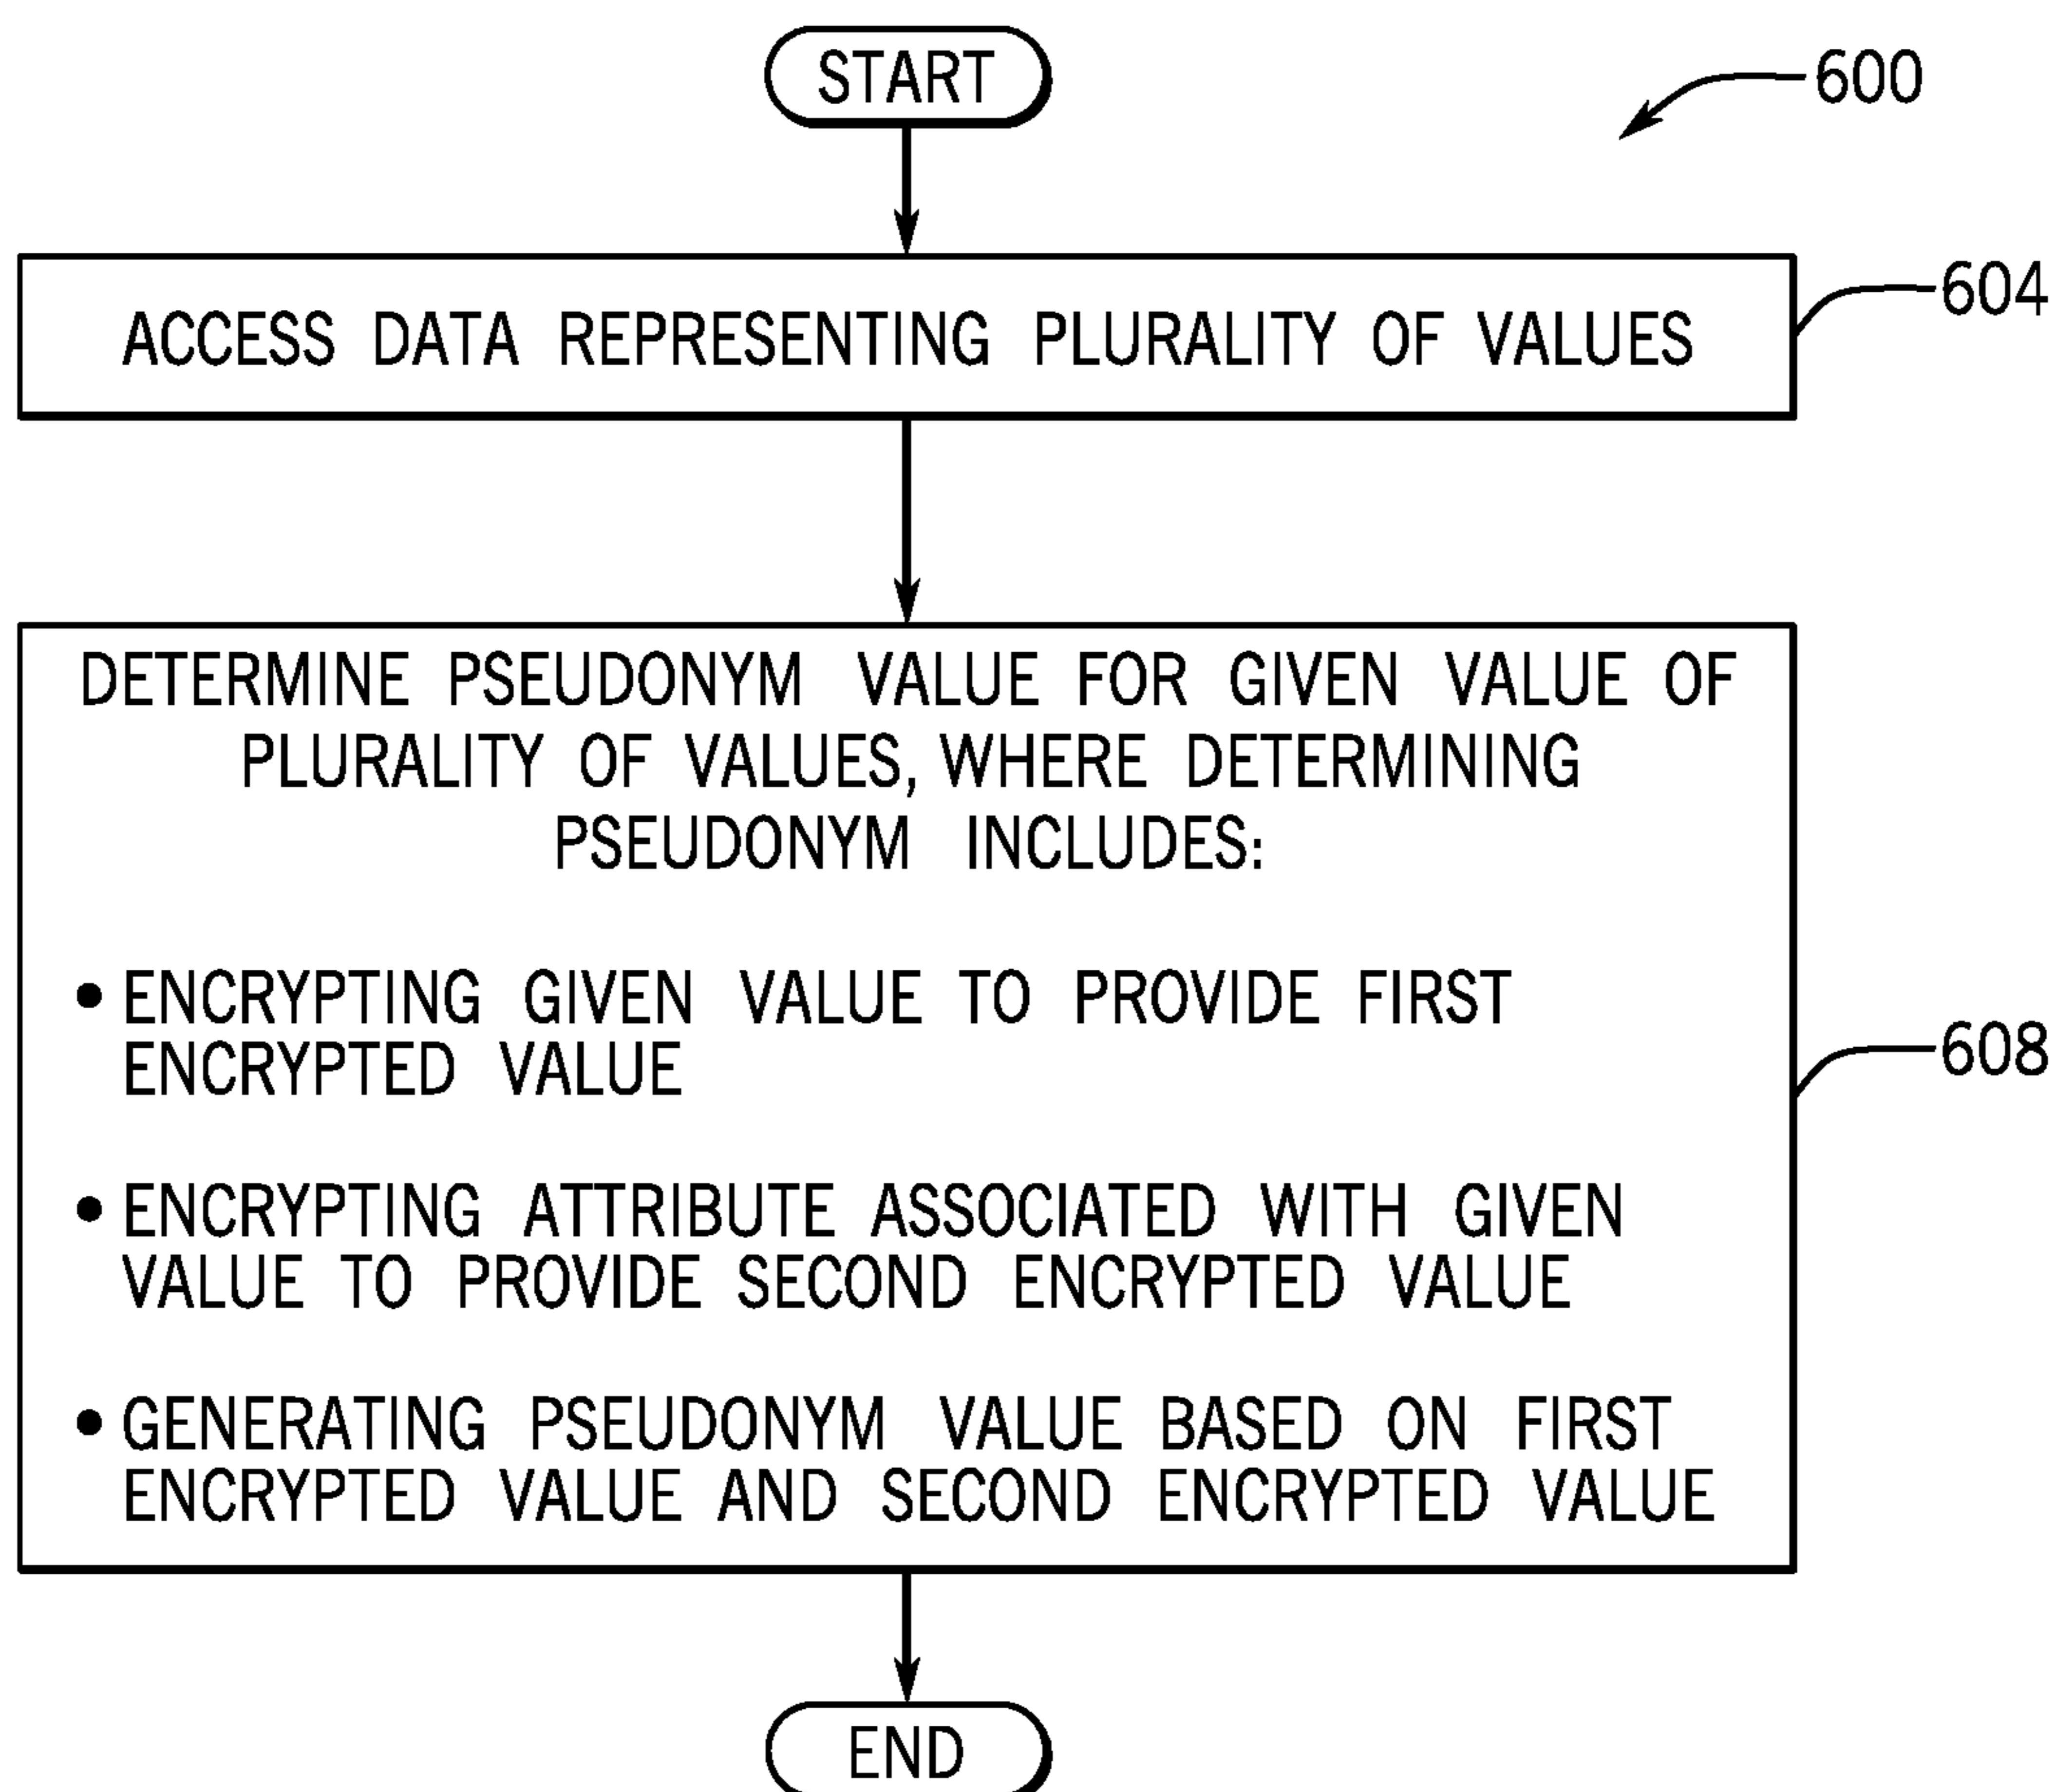 START
600
ACCESS DATA REPRESENTING PLURALITY OF VALUES
604
DETERMINE PSEUDONYM VALUE FOR GIVEN VALUE OF
PLURALITY OF VALUES, WHERE DETERMINING
PSEUDONYM INCLUDES:
• ENCRYPTING GIVEN VALUE TO PROVIDE FIRST
ENCRYPTED VALUE
608
• ENCRYPTING ATTRIBUTE ASSOCIATED WITH GIVEN
VALUE TO PROVIDE SECOND ENCRYPTED VALUE
• GENERATING PSEUDONYM VALUE BASED ON FIRST
ENCRYPTED VALUE AND SECOND ENCRYPTED VALUE
END